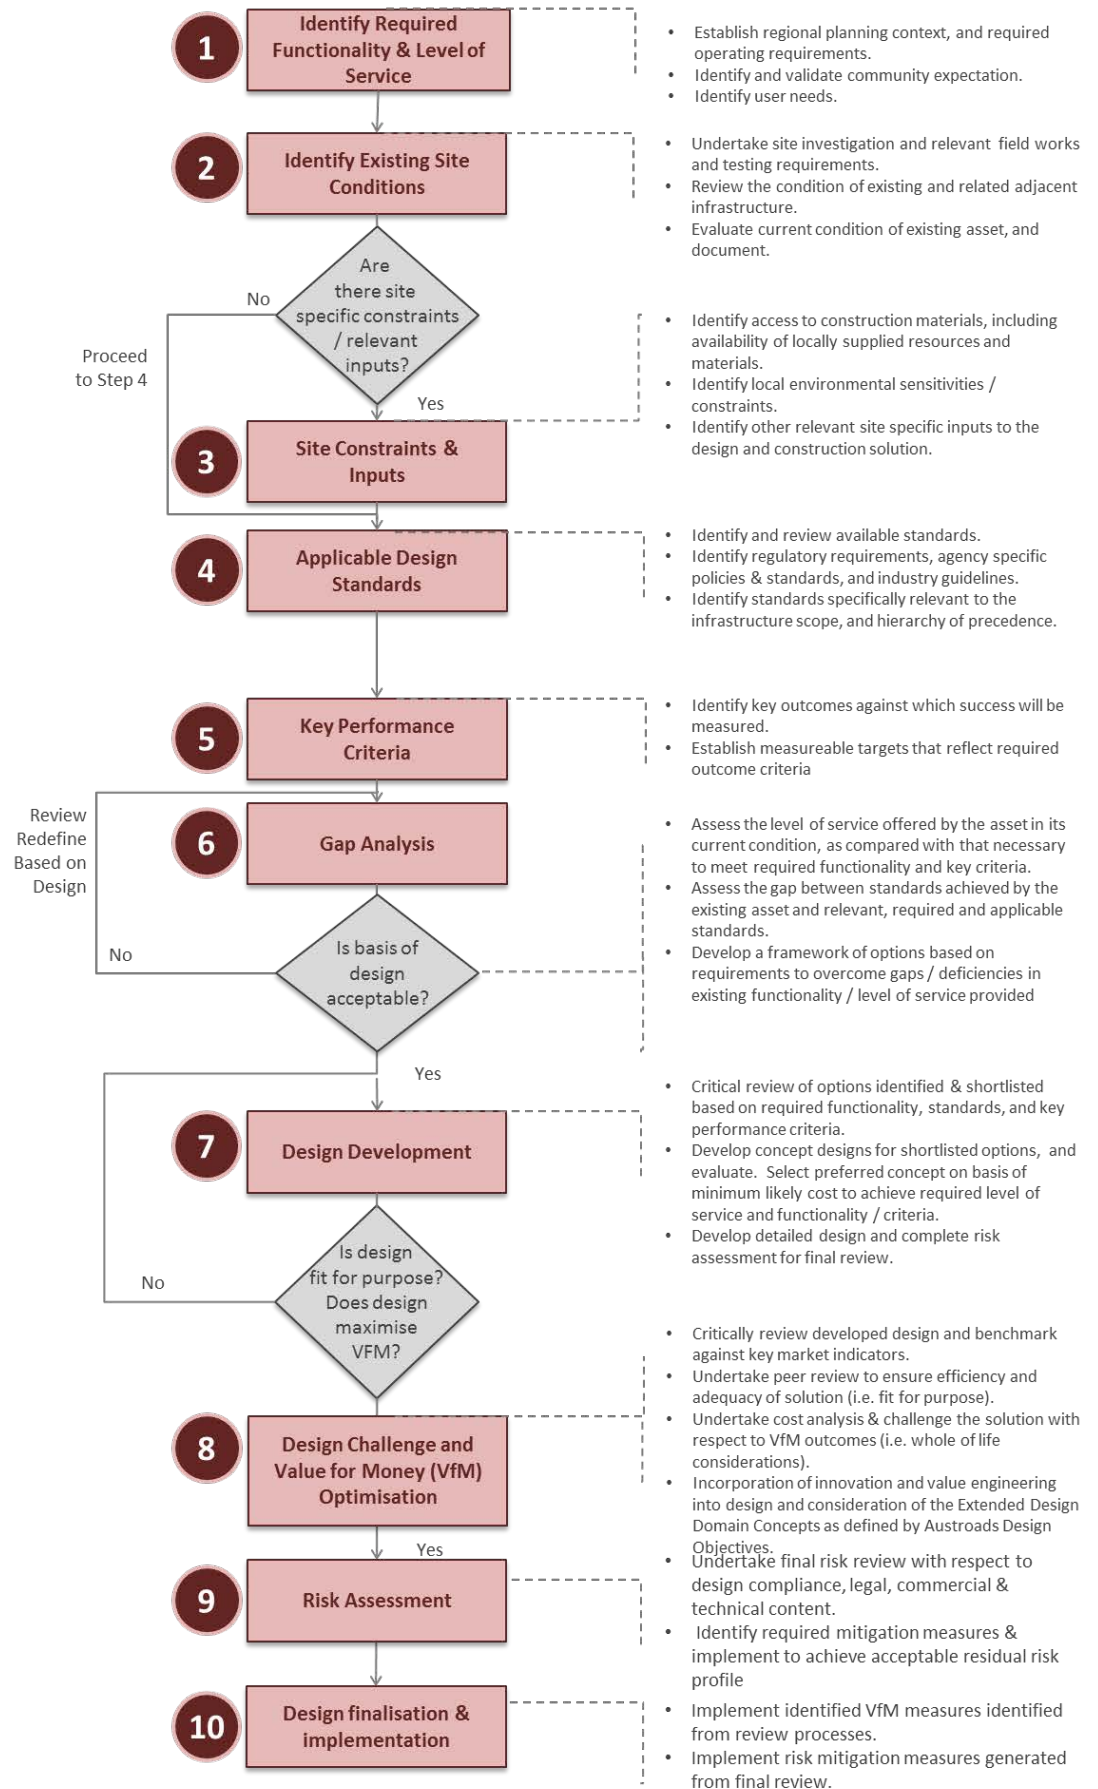 1
Identify Required
Functionality & Level of
Service
• Establish regional planning context, and required
operating requirements.
• Identify and validate community expectation.
• Identify user needs.
2
Identify Existing Site
Conditions
• Undertake site investigation and relevant field works
and testing requirements.
• Review the condition of existing and related adjacent
infrastructure.
• Evaluate current condition of existing asset, and
document.
Are
there site
specific constraints
/ relevant
inputs?
No
Proceed
to Step 4
Yes
3
Site Constraints &
Inputs
• Identify access to construction materials, including
availability of locally supplied resources and
materials.
• Identify local environmental sensitivities /
constraints.
• Identify other relevant site specific inputs to the
design and construction solution.
4
Applicable Design
Standards
• Identify and review available standards.
• Identify regulatory requirements, agency specific
policies & standards, and industry guidelines.
• Identify standards specifically relevant to the
infrastructure scope, and hierarchy of precedence.
5
Key Performance
Criteria
• Identify key outcomes against which success will be
measured.
• Establish measureable targets that reflect required
outcome criteria
Review
Redefine
Based on
Design
6
Gap Analysis
• Assess the level of service offered by the asset in its
current condition, as compared with that necessary
to meet required functionality and key criteria.
• Assess the gap between standards achieved by the
existing asset and relevant, required and applicable
standards.
• Develop a framework of options based on
requirements to overcome gaps / deficiencies in
existing functionality / level of service provided
No
Is basis of
design
acceptable?
Yes
7
Design Development
• Critical review of options identified & shortlisted
based on required functionality, standards, and key
performance criteria.
• Develop concept designs for shortlisted options, and
evaluate. Select preferred concept on basis of
minimum likely cost to achieve required level of
service and functionality / criteria.
• Develop detailed design and complete risk
assessment for final review.
No
Is design
fit for purpose?
Does design
maximise
VFM?
8
Design Challenge and
Value for Money (VfM)
Optimisation
• Critically review developed design and benchmark
against key market indicators.
• Undertake peer review to ensure efficiency and
adequacy of solution (i.e. fit for purpose).
• Undertake cost analysis & challenge the solution with
respect to VfM outcomes (i.e. whole of life
considerations).
• Incorporation of innovation and value engineering
into design and consideration of the Extended Design
Domain Concepts as defined by Austroads Design
Objectives.
Yes
9
Risk Assessment
• Undertake final risk review with respect to
design compliance, legal, commercial &
technical content.
• Identify required mitigation measures &
implement to achieve acceptable residual risk
profile
10
Design finalisation &
implementation
• Implement identified VfM measures identified
from review processes.
• Implement risk mitigation measures generated
from final review.